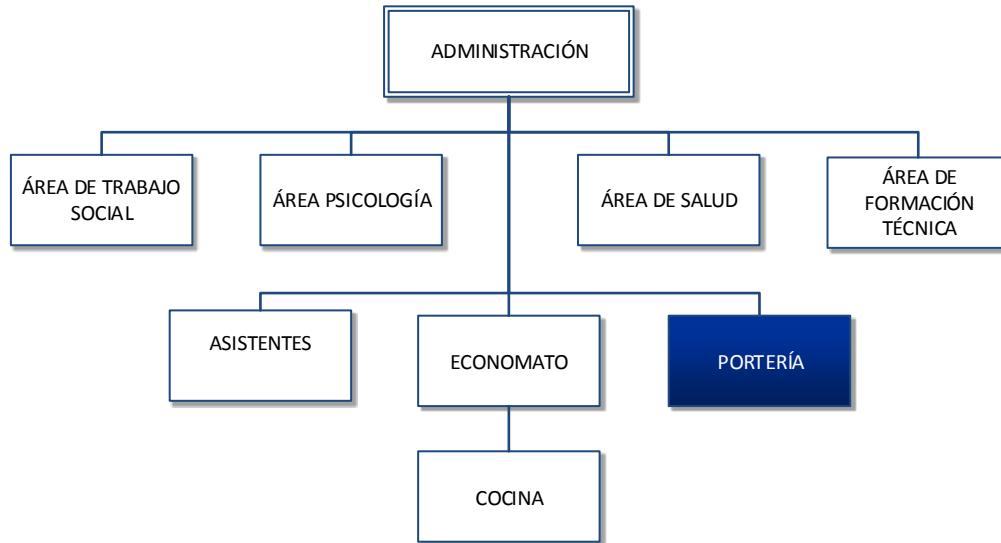 ADMINISTRACIÓN
ÁREA DE TRABAJO
SOCIAL
ÁREA PSICOLOGÍA
ÁREA DE SALUD
ÁREA DE
FORMACIÓN
TÉCNICA
ASISTENTES
ECONOMATO
PORTERÍA
COCINA